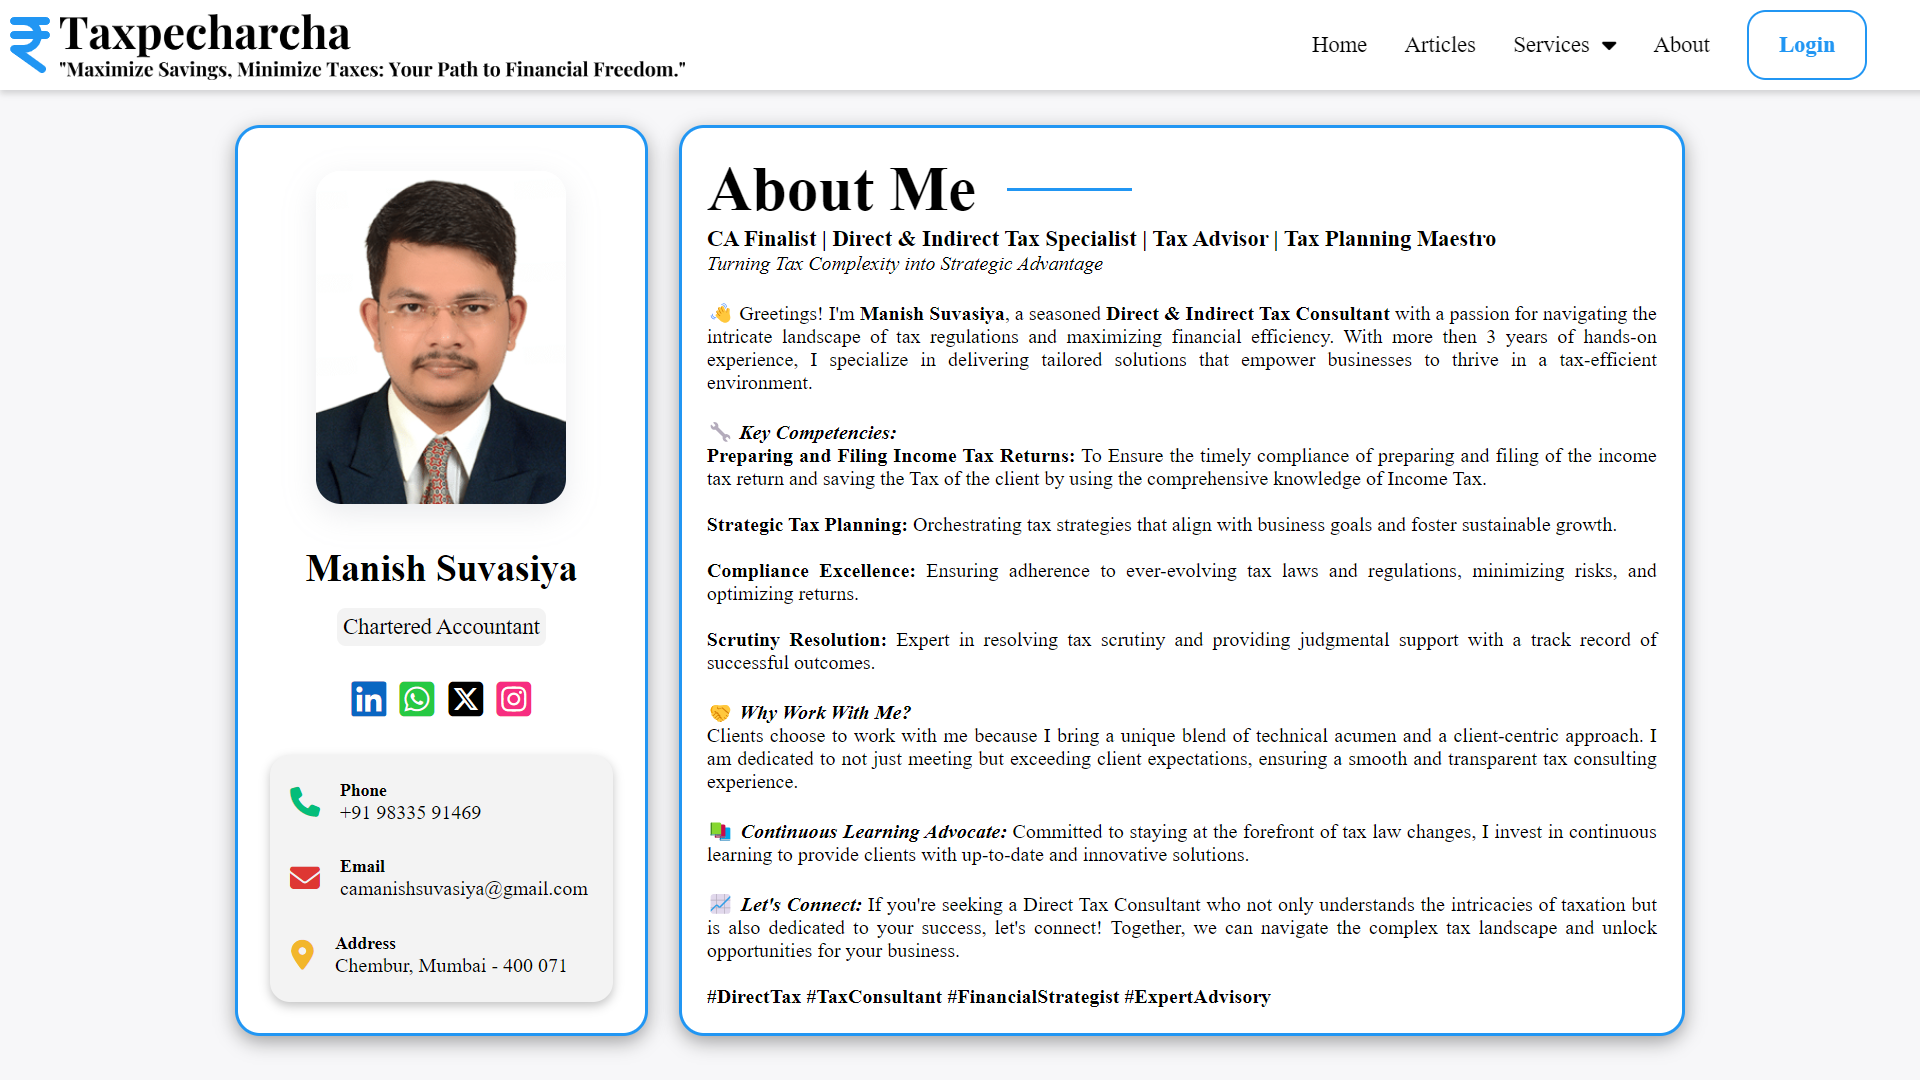 Taxpecharcha
"Maximize Savings, Minimize Taxes: Your Path to Financial Freedom."
Home
Articles
Services
About
Login
Manish Suvasiya
Chartered Accountant
Phone
+91 98335 91469
Email
camanishsuvasiya@gmail.com
Address
Chembur, Mumbai - 400 071
About Me
CA Finalist | Direct & Indirect Tax Specialist | Tax Advisor | Tax Planning Maestro
Turning Tax Complexity into Strategic Advantage
👋 Greetings! I'm Manish Suvasiya, a seasoned Direct & Indirect Tax Consultant with a passion for navigating the
intricate landscape of tax regulations and maximizing financial efficiency. With more then 3 years of hands-on
experience, I specialize in delivering tailored solutions that empower businesses to thrive in a tax-efficient
environment.
🔧 Key Competencies:
Preparing and Filing Income Tax Returns: To Ensure the timely compliance of preparing and filing of the income
tax return and saving the Tax of the client by using the comprehensive knowledge of Income Tax.
Strategic Tax Planning: Orchestrating tax strategies that align with business goals and foster sustainable growth.
Compliance Excellence: Ensuring adherence to ever-evolving tax laws and regulations, minimizing risks, and
optimizing returns.
Scrutiny Resolution: Expert in resolving tax scrutiny and providing judgmental support with a track record of
successful outcomes.
🤝 Why Work With Me?
Clients choose to work with me because I bring a unique blend of technical acumen and a client-centric approach. I
am dedicated to not just meeting but exceeding client expectations, ensuring a smooth and transparent tax consulting
experience.
📚 Continuous Learning Advocate: Committed to staying at the forefront of tax law changes, I invest in continuous
learning to provide clients with up-to-date and innovative solutions.
📈 Let's Connect: If you're seeking a Direct Tax Consultant who not only understands the intricacies of taxation but
is also dedicated to your success, let's connect! Together, we can navigate the complex tax landscape and unlock
opportunities for your business.
#DirectTax #TaxConsultant #FinancialStrategist #ExpertAdvisory